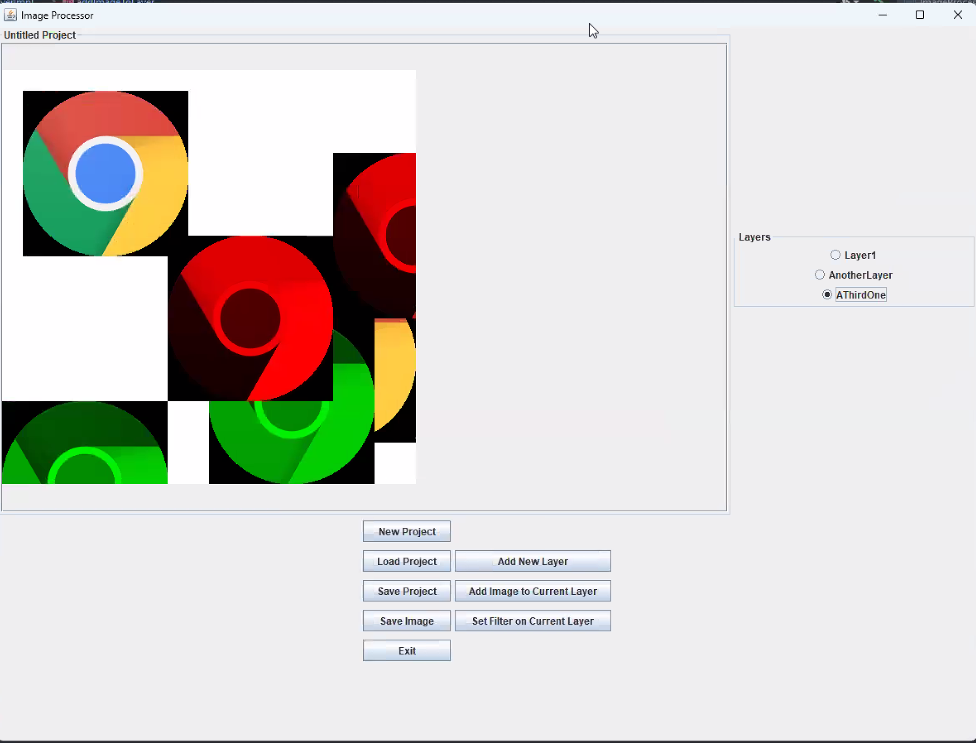 addImageToLayer
Image Processor
Untitled Project
Layers
Layer1
AnotherLayer
AThirdOne
New Project
Load Project
Add New Layer
Save Project
Add Image to Current Layer
Save Image
Set Filter on Current Layer
Exit